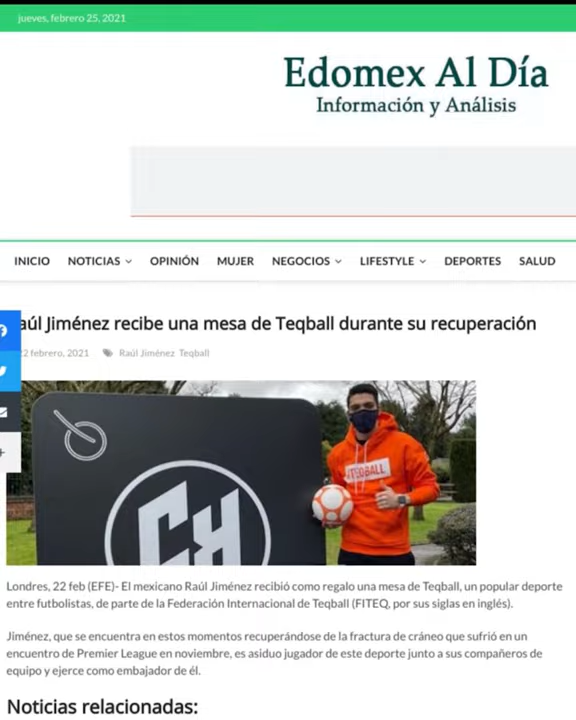 jueves, febrero 25, 2021
Edomex Al Día
Información y Análisis
INICIO NOTICIAS OPINIÓN MUJER NEGOCIOS LIFESTYLE DEPORTES SALUD
aúl Jiménez recibe una mesa de Teqball durante su recuperación
2 febrero, 2021 Raúl Jiménez Teqball
#TEQBALL
Londres, 22 feb (EFE)- El mexicano Raúl Jiménez recibió como regalo una mesa de Teqball, un popular deporte
entre futbolistas, de parte de la Federación Internacional de Teqball (FITEQ, por sus siglas en inglés).
Jiménez, que se encuentra en estos momentos recuperándose de la fractura de cráneo que sufrió en un
encuentro de Premier League en noviembre, es asiduo jugador de este deporte junto a sus compañeros de
equipo y ejerce como embajador de él.
Noticias relacionadas: